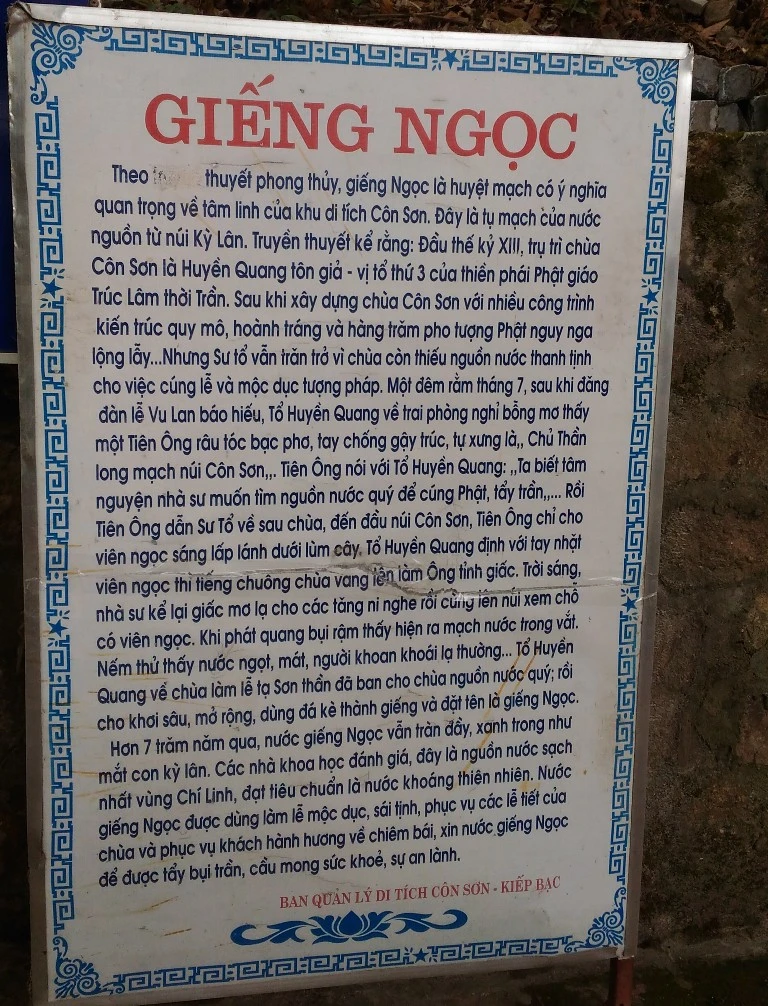 GIẾNG NGỌC
Theo thuyết phong thủy, giếng Ngọc là huyệt mạch có ý nghĩa
quan trọng về tâm linh của khu di tích Côn Sơn. Đây là tụ mạch của nước
nguồn từ núi Kỳ Lân. Truyền thuyết kể rằng: Đầu thế kỷ XIII, trụ trì chùa
Côn Sơn là Huyền Quang tôn giả - vị tổ thứ 3 của thiền phái Phật giáo
Trúc Lâm thời Trần. Sau khi xây dựng chùa Côn Sơn với nhiều công trình
kiến trúc quy mô, hoành tráng và hàng trăm pho tượng Phật nguy nga
lộng lẫy...Nhưng Sư tổ vẫn trăn trở vì chùa còn thiếu nguồn nước thanh tịnh
cho việc cúng lễ và mộc dục tượng pháp. Một đêm rằm tháng 7, sau khi đăng
đàn lễ Vu Lan báo hiếu, Tổ Huyền Quang về trai phòng nghỉ bỗng mơ thấy
một Tiên Ông râu tóc bạc phơ, tay chống gậy trúc, tự xưng là,, Chủ Thần
long mạch núi Côn Sơn,,. Tiên Ông nói với Tổ Huyền Quang: ,,Ta biết tâm
nguyện nhà sư muốn tìm nguồn nước quý để cúng Phật, tẩy trần,,... Rồi
Tiên Ông dẫn Sư Tổ về sau chùa, đến đầu núi Côn Sơn, Tiên Ông chỉ cho
viên ngọc sáng lấp lánh dưới lùm cây. Tổ Huyền Quang định với tay nhặt
viên ngọc thì tiếng chuông chùa vang lên làm Ông tỉnh giấc. Trời sáng,
nhà sư kể lại giấc mơ lạ cho các tăng ni nghe rồi cùng lên núi xem chỗ
có viên ngọc. Khi phát quang bụi rậm thấy hiện ra mạch nước trong vắt.
Nếm thử thấy nước ngọt, mát, người khoan khoái lạ thường... Tổ Huyền
Quang về chùa làm lễ tạ Sơn thần đã ban cho chùa nguồn nước quý; rồi
cho khơi sâu, mở rộng, dùng đá kè thành giếng và đặt tên là giếng Ngọc.
Hơn 7 trăm năm qua, nước giếng Ngọc vẫn tràn đầy, xanh trong như
mắt con kỳ lân. Các nhà khoa học đánh giá, đây là nguồn nước sạch
nhất vùng Chí Linh, đạt tiêu chuẩn là nước khoáng thiên nhiên. Nước
giếng Ngọc được dùng làm lễ mộc dục, sái tịnh, phục vụ các lễ tiết của
chùa và phục vụ khách hành hương về chiêm bái, xin nước giếng Ngọc
để được tẩy bụi trần, cầu mong sức khoẻ, sự an lành.
BAN QUẢN LÝ DI TÍCH CÔN SƠN - KIẾP BẠC